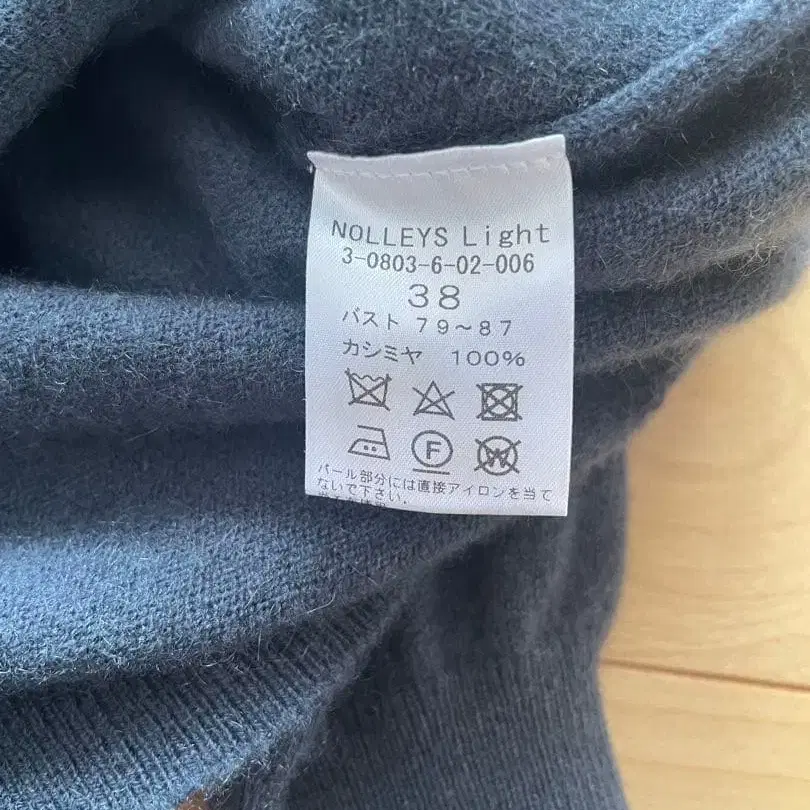 NOLLEYS Light
3-0803-6-02-006
38
バスト 79~87
カシミヤ 100%
F W
パール部分には直接アイロンを当て
ないで下さい。